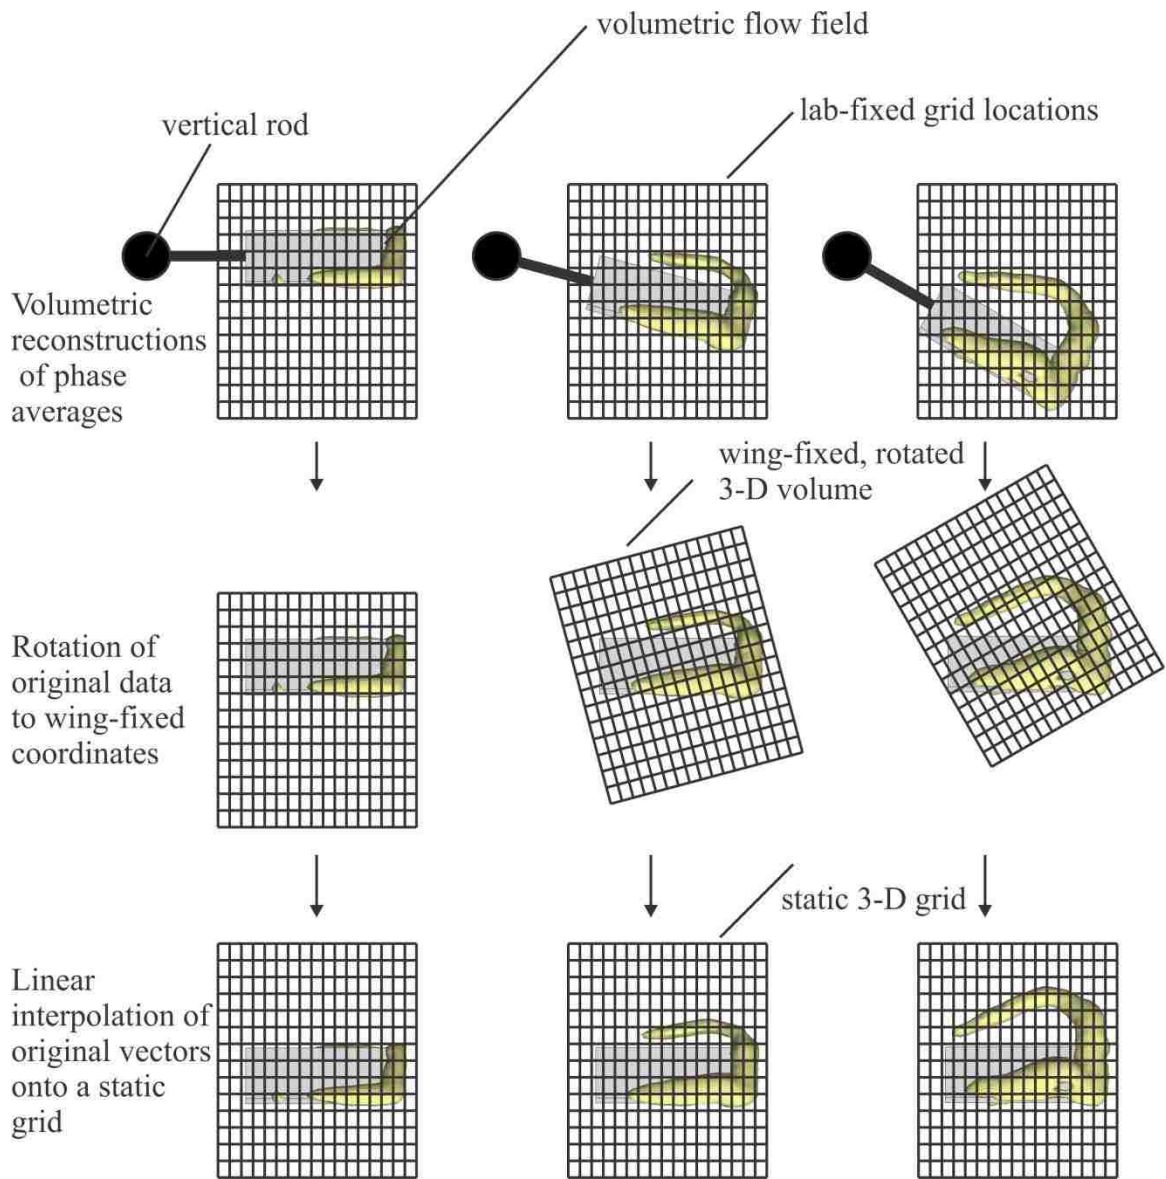 volumetric flow field
lab-fixed grid locations
vertical rod
Volumetric
reconstructions
of phase
averages
wing-fixed, rotated
3-D volume
Rotation of
original data
to wing-fixed
coordinates
static 3-D grid
Linear
interpolation of
original vectors
onto a static
grid